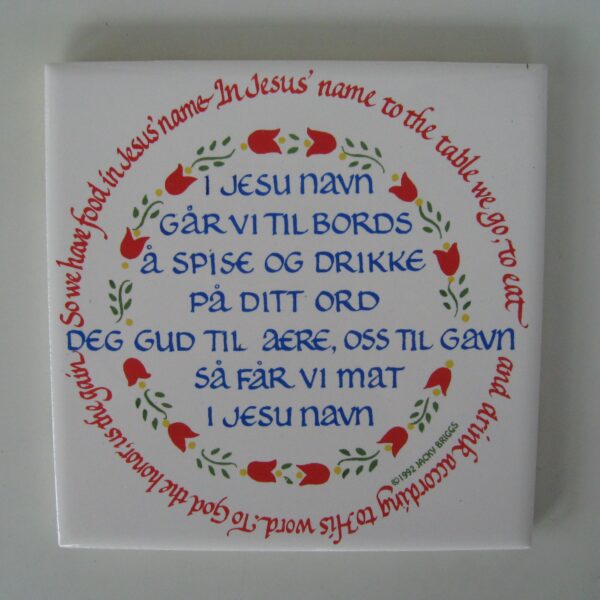 In Jesus' name to the table we go, to eat and drink according to His word. To God the honor, us the gain So we have food in Jesus' name
I JESU NAVN
GÅR VI TIL BORDS
Å SPISE OG DRIKKE
PÅ DITT ORD
DEG GUD TIL AERE, OSS TIL GAVN
SÅ FÅR VI MAT
I JESU NAVN
©1992 JACKY BRIGGS